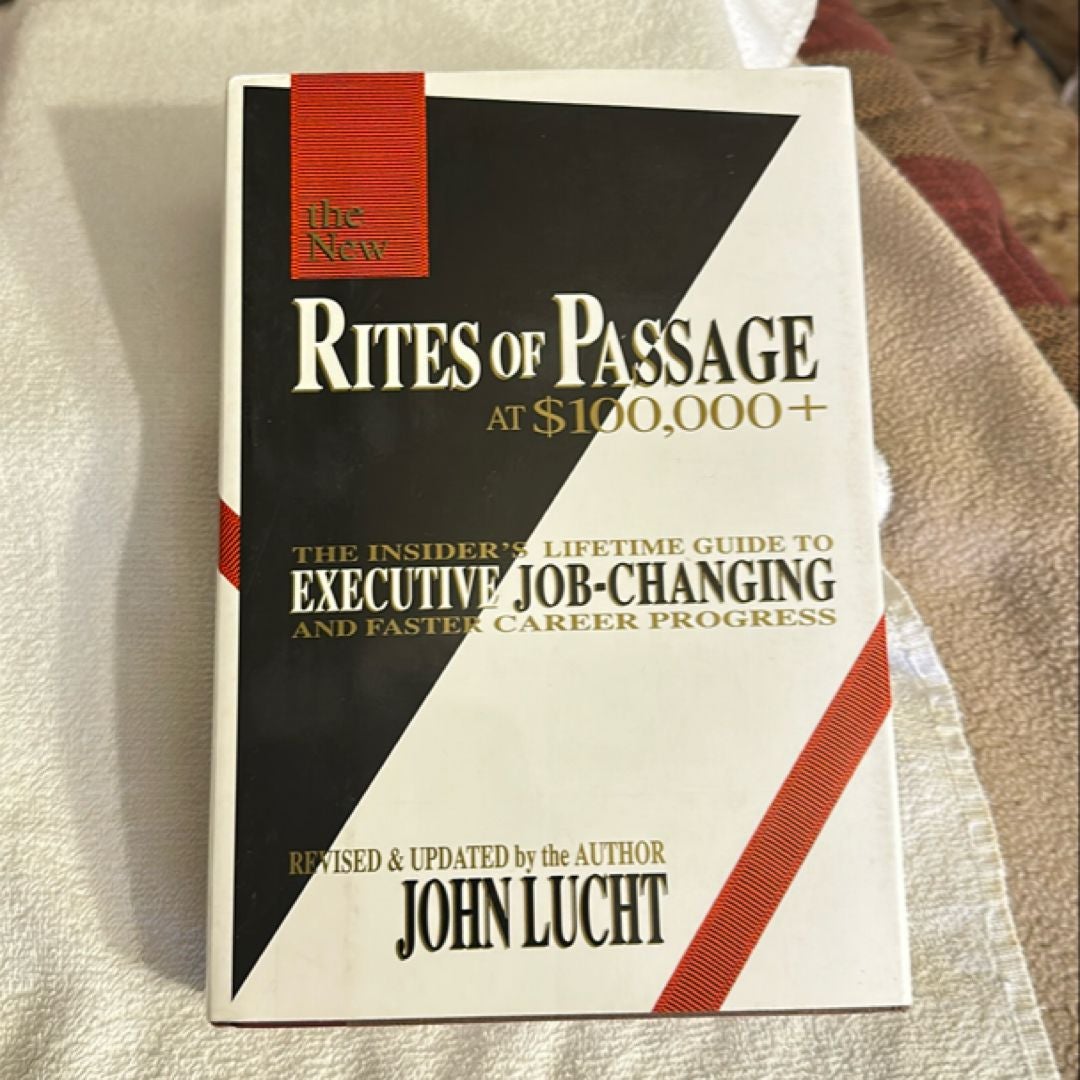 the
New
RITES OF PASSAGE
AT $100,000+
THE INSIDER'S LIFETIME GUIDE TO
EXECUTIVE JOB-CHANGING
AND FASTER CAREER PROGRESS
REVISED & UPDATED by the AUTHOR
JOHN LUCHT